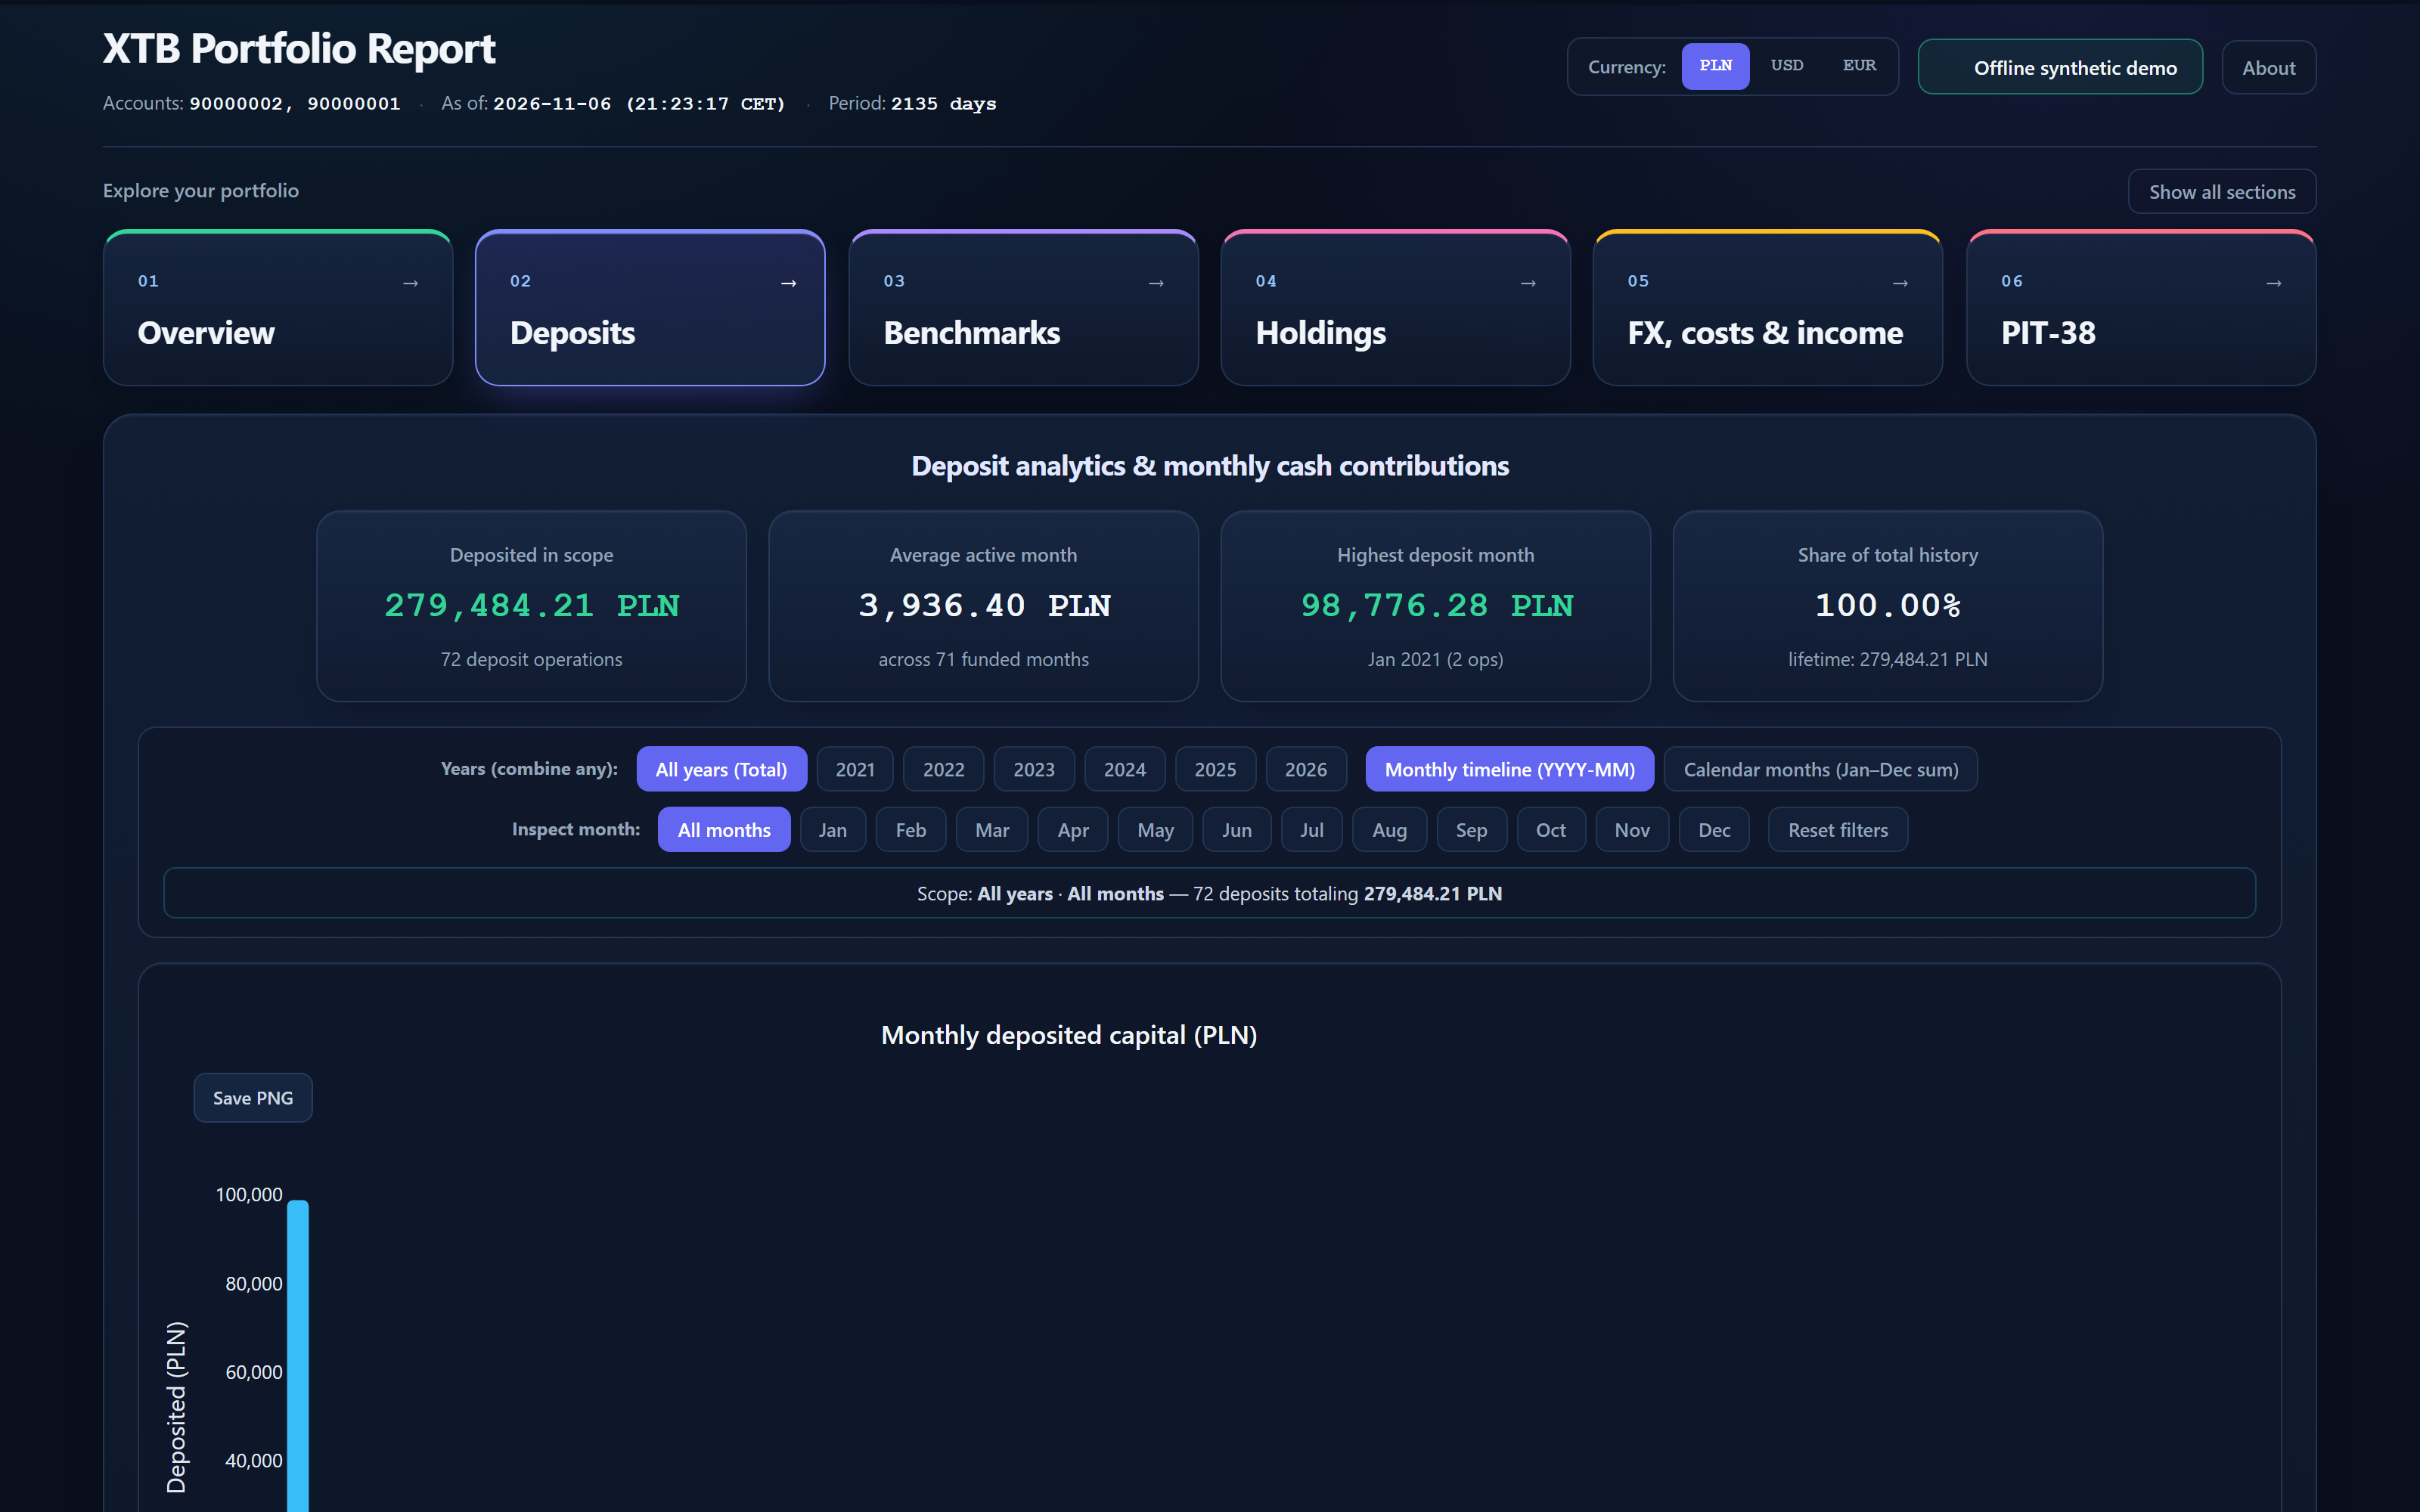 XTB Portfolio Report
Accounts: 90000002, 90000001 · As of: 2026-11-06 (21:23:17 CET) · Period: 2135 days
Currency: PLN USD EUR
Offline synthetic demo
About
Explore your portfolio
Show all sections
01 →
Overview
02 →
Deposits
03 →
Benchmarks
04 →
Holdings
05 →
FX, costs & income
06 →
PIT-38
Deposit analytics & monthly cash contributions
Deposited in scope
279,484.21 PLN
72 deposit operations
Average active month
3,936.40 PLN
across 71 funded months
Highest deposit month
98,776.28 PLN
Jan 2021 (2 ops)
Share of total history
100.00%
lifetime: 279,484.21 PLN
Years (combine any): All years (Total) 2021 2022 2023 2024 2025 2026 Monthly timeline (YYYY-MM) Calendar months (Jan–Dec sum)
Inspect month: All months Jan Feb Mar Apr May Jun Jul Aug Sep Oct Nov Dec Reset filters
Scope: All years · All months — 72 deposits totaling 279,484.21 PLN
Monthly deposited capital (PLN)
Save PNG
100,000
80,000
60,000
40,000
Deposited (PLN)